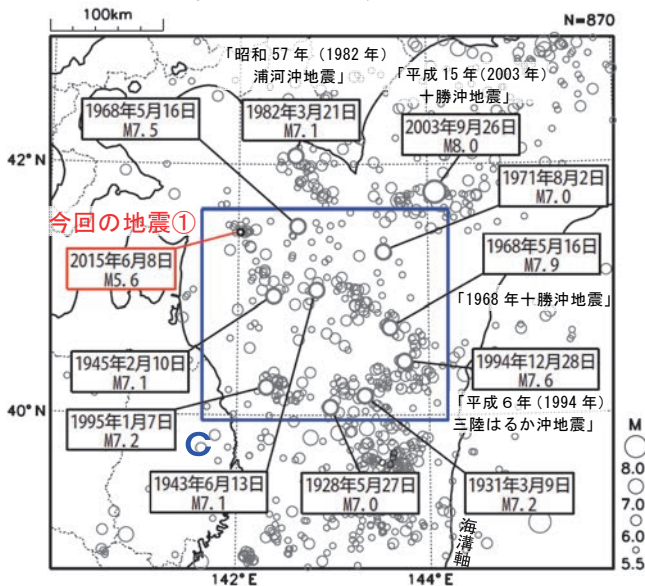 100km
N=870
「昭和 57 年（1982 年）
浦河沖地震」
「平成 15 年（2003 年）
十勝沖地震」
1968年5月16日
M7.5
1982年3月21日
M7.1
2003年9月26日
M8.0
42°N
1971年8月2日
M7.0
今回の地震①
2015年6月8日
M5.6
1968年5月16日
M7.9
「1968 年十勝沖地震」
1945年2月10日
M7.1
1994年12月28日
M7.6
40°N
1995年1月7日
M7.2
「平成６年（1994 年）
三陸はるか沖地震」
C
1943年6月13日
M7.1
1928年5月27日
M7.0
1931年3月9日
M7.2
海溝軸
M
8.0
7.0
6.0
5.5
142°E
144°E